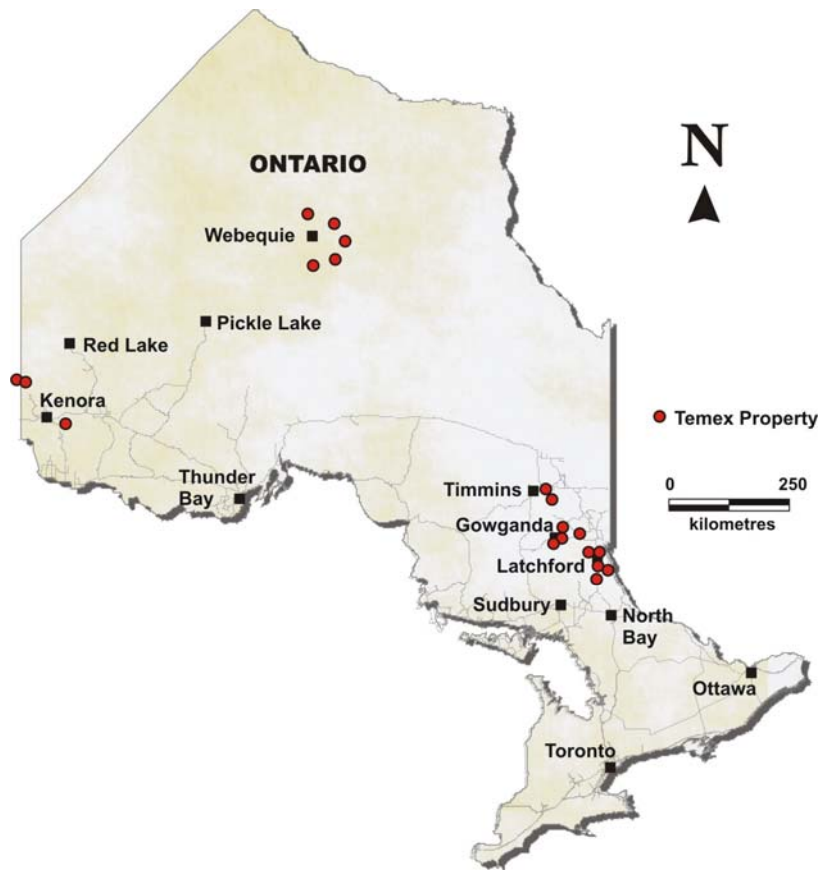 N
ONTARIO
Webequie
Pickle Lake
Red Lake
Kenora
Temex Property
Thunder
Bay
0 250
kilometres
Timmins
Gowganda
Latchford
Sudbury
North
Bay
Ottawa
Toronto